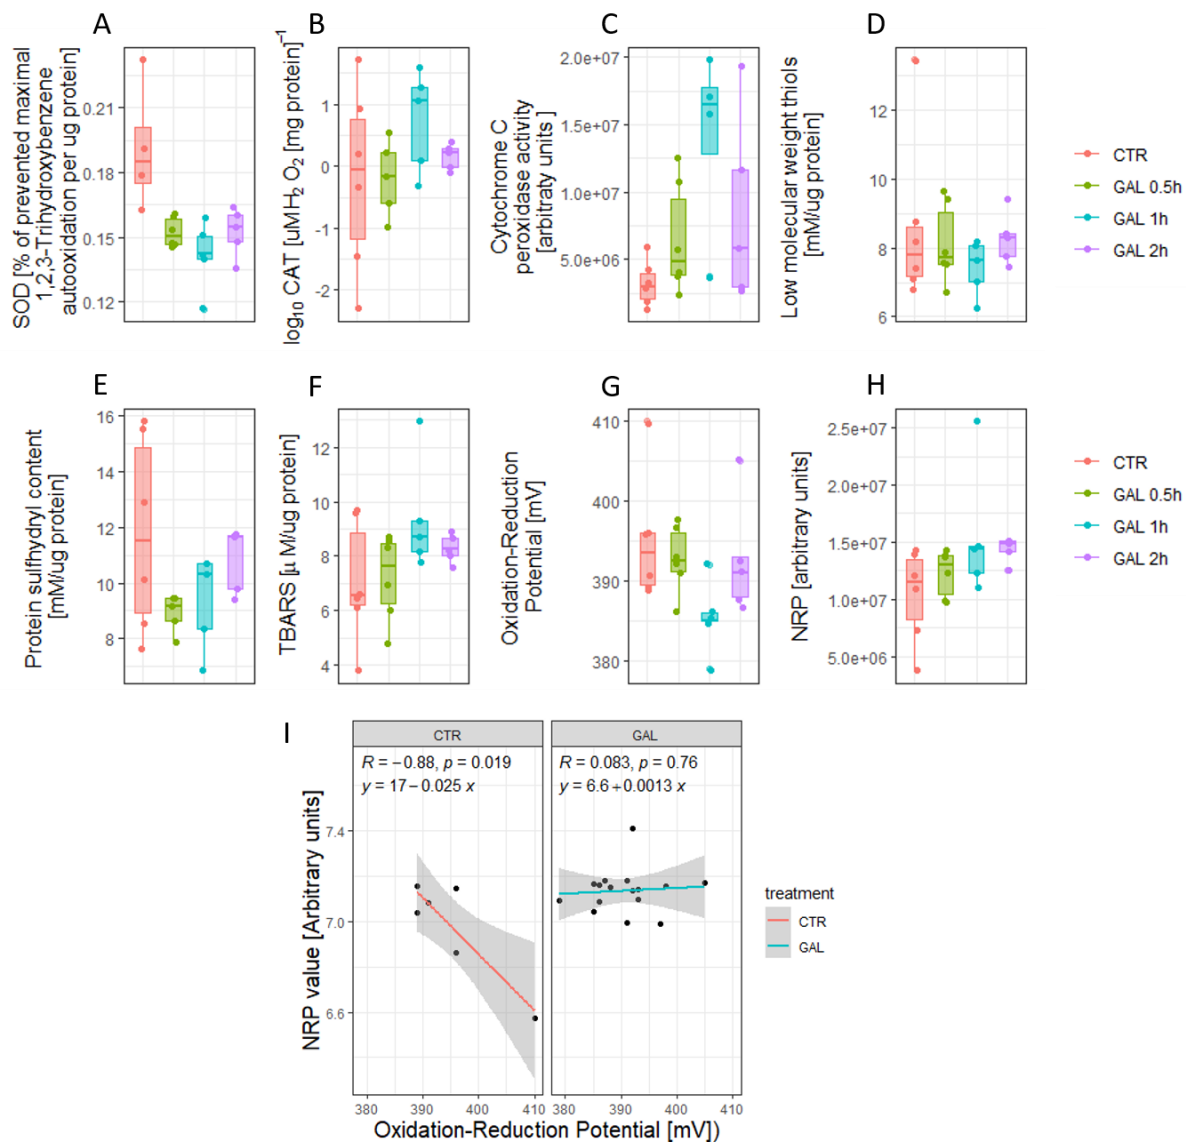 A
B
C
D
SOD [% of prevented maximal
1,2,3-Trihydroxybenzene
autooxidation per ug protein]
0.21
0.18
0.15
0.12
log₁₀ CAT [uMH₂ O₂ [mg protein]⁻¹
1
0
-1
-2
Cytochrome C
peroxidase activity
[arbitraty units ]
2.0e+07
1.5e+07
1.0e+07
5.0e+06
Low molecular weight thiols
[mM/ug protein]
12
10
8
6
CTR
GAL 0.5h
GAL 1h
GAL 2h
E
F
G
H
Protein sulfhydryl content
[mM/ug protein]
16
14
12
10
8
TBARS [µ M/ug protein]
12
10
8
6
4
Oxidation-Reduction
Potential [mV]
410
400
390
380
NRP [arbitrary units]
2.5e+07
2.0e+07
1.5e+07
1.0e+07
5.0e+06
CTR
GAL 0.5h
GAL 1h
GAL 2h
I
CTR
GAL
R = −0.88, p = 0.019
y = 17 − 0.025 x
R = 0.083, p = 0.76
y = 6.6 + 0.0013 x
NRP value [Arbitrary units]
7.4
7.0
6.6
treatment
CTR
GAL
380 390 400 410
380 390 400 410
Oxidation-Reduction Potential [mV])